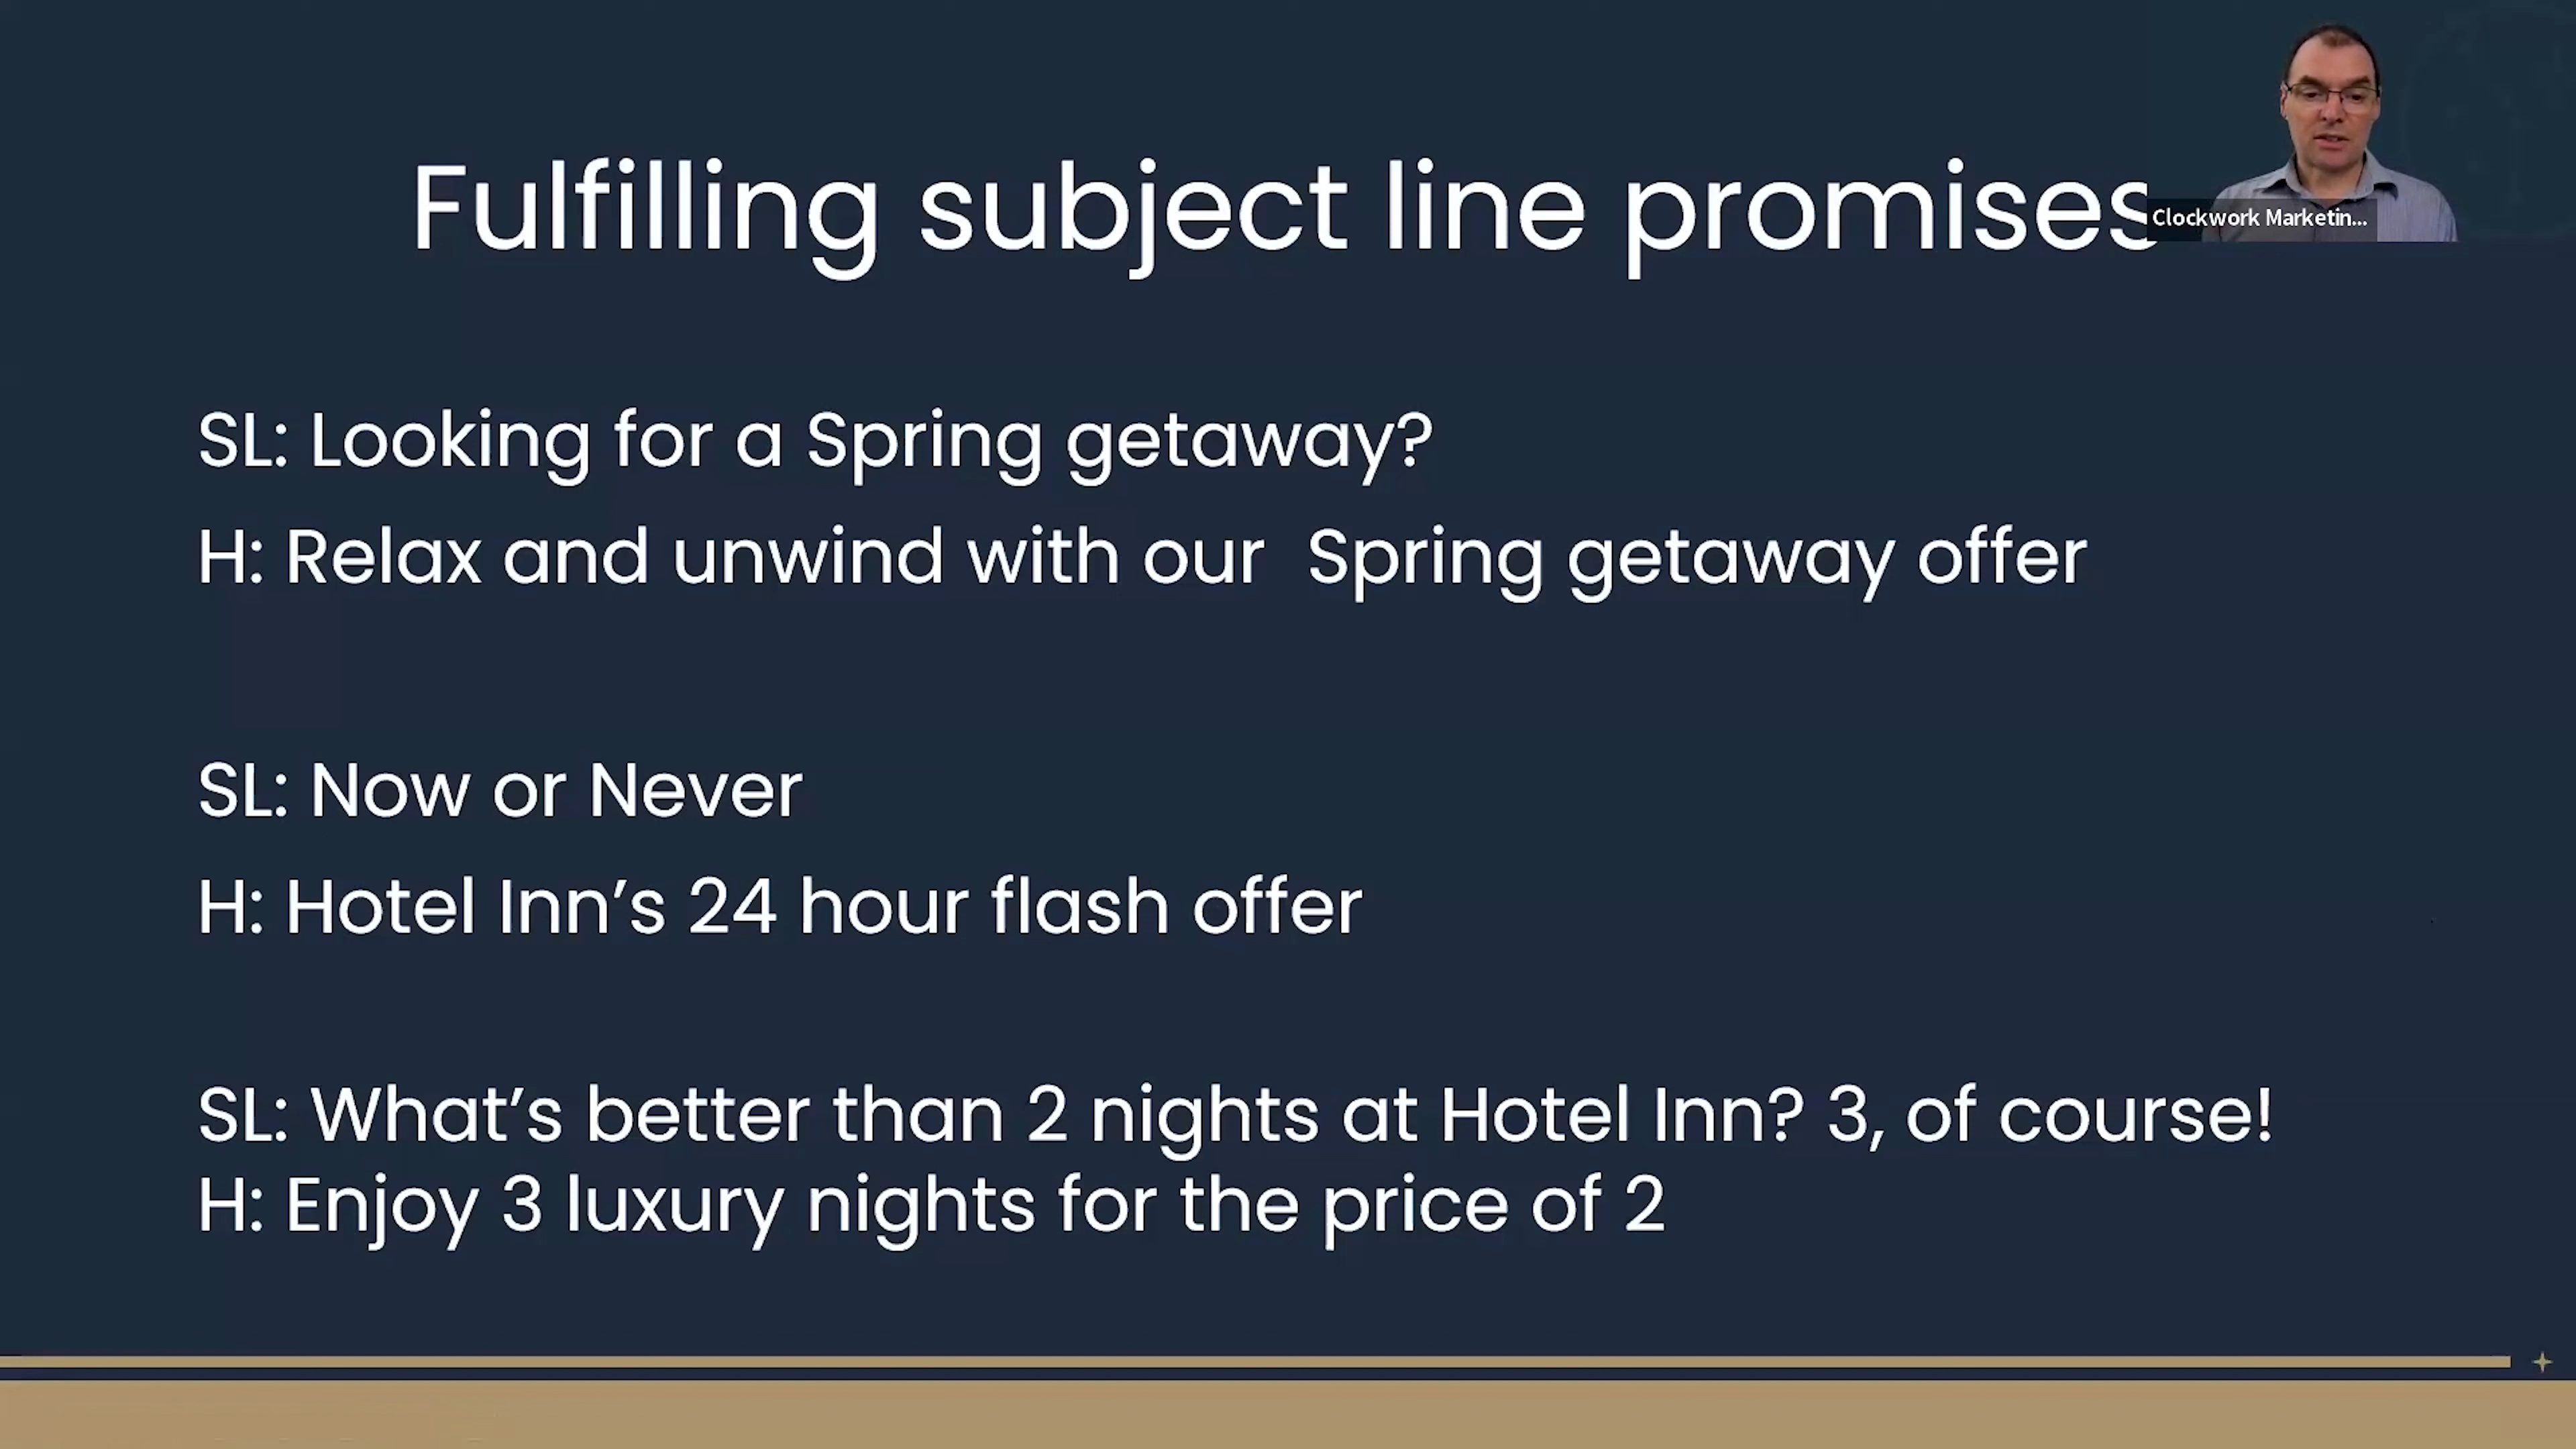 Fulfilling subject line promises
Clockwork Marketin...
SL: Looking for a Spring getaway?
H: Relax and unwind with our  Spring getaway offer
SL: Now or Never
H: Hotel Inn’s 24 hour flash offer
SL: What’s better than 2 nights at Hotel Inn? 3, of course!
H: Enjoy 3 luxury nights for the price of 2